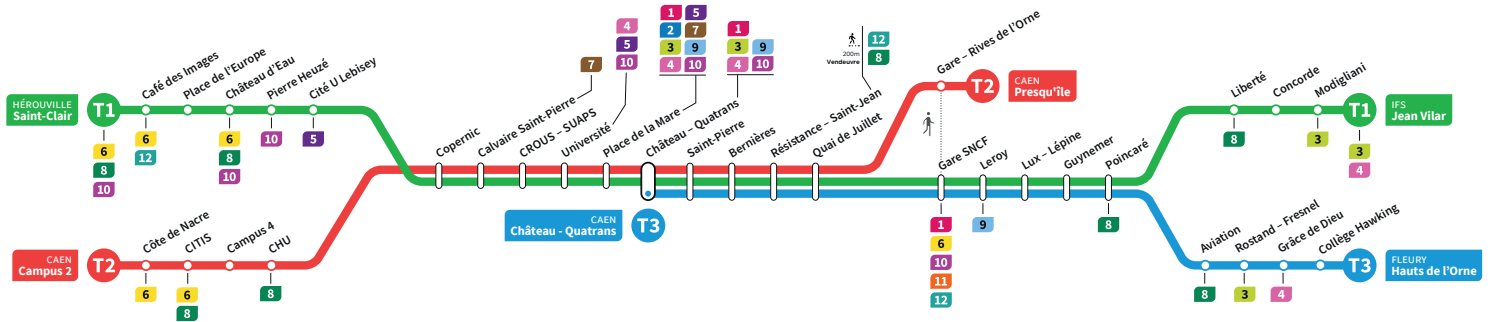 HÉROUVILLE
Saint-Clair
T1
6
8
10
Café des Images
6
12
Place de l'Europe
Château d'Eau
6
8
10
Pierre Heuzé
10
Cité U Lebisey
5
CAEN
Campus 2
T2
Côte de Nacre
6
CITIS
6
8
Campus 4
CHU
8
Copernic
Calvaire Saint-Pierre
7
CROUS – SUAPS
Université
4
5
10
Place de la Mare
1 5
2 7
3 9
4 10
Château – Quatrans
1
3 9
4 10
CAEN
Château - Quatrans
T3
Saint-Pierre
Bernières
Résistance – Saint-Jean
200m
Vendeuvre
12
8
Quai de Juillet
Gare – Rives de l'Orne
T2
CAEN
Presqu'île
Gare SNCF
1
6
10
11
12
Leroy
9
Lux – Lépine
Guynemer
Poincaré
8
Liberté
8
Concorde
Modigliani
3
T1
3
4
IFS
Jean Vilar
Aviation
8
Rostand – Fresnel
3
Grâce de Dieu
4
Collège Hawking
T3
FLEURY
Hauts de l'Orne